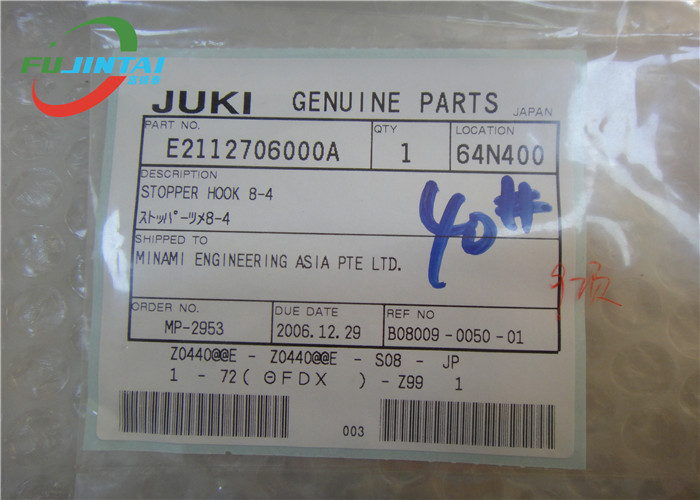 FUJINTAI
JUKI GENUINE PARTS JAPAN
PART NO. QTY LOCATION
E2112706000A 1 64N400
DESCRIPTION
STOPPER HOOK 8-4
ストッパーツメ8-4
40#
SHIPPED TO
MINAMI ENGINEERING ASIA PTE LTD.
ORDER NO. DUE DATE REF NO
MP-2953 2006.12.29 B08009-0050-01
Z0440@@E - Z0440@@E - S08 - JP
1 - 72(ΘFDX ) - Z99 1
003